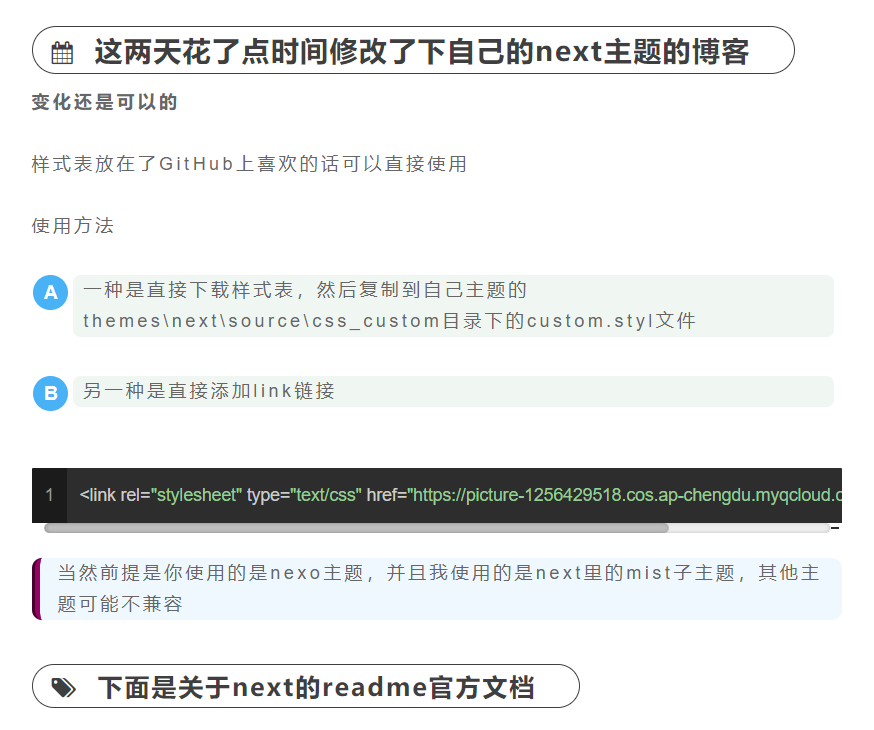 这两天花了点时间修改了下自己的next主题的博客
变化还是可以的
样式表放在了GitHub上喜欢的话可以直接使用
使用方法
A 一种是直接下载样式表，然后复制到自己主题的
themes\next\source\css_custom目录下的custom.styl文件
B 另一种是直接添加link链接
1 <link rel="stylesheet" type="text/css" href="https://picture-1256429518.cos.ap-chengdu.myqcloud.c
当然前提是你使用的是nexo主题，并且我使用的是next里的mist子主题，其他主
题可能不兼容
下面是关于next的readme官方文档